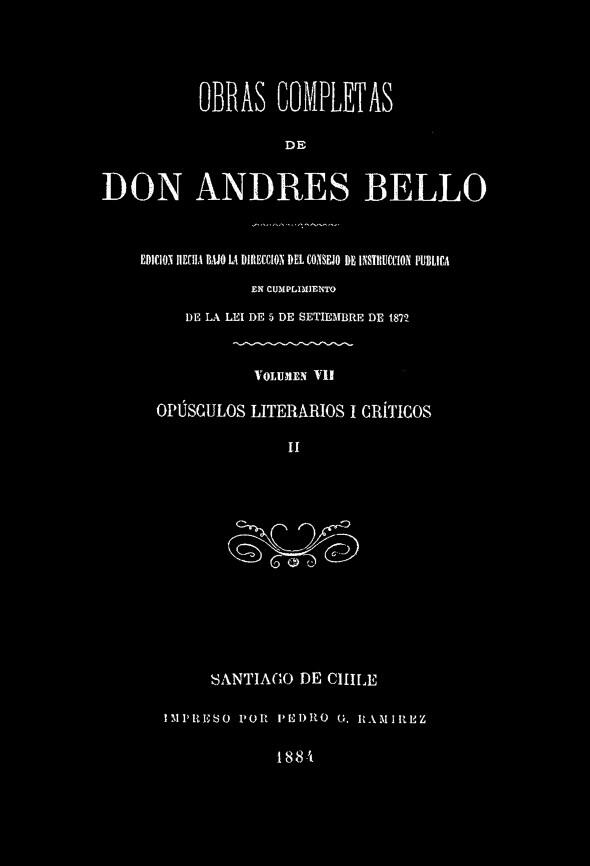 OBRAS COMPLETAS
DE
DON ANDRES BELLO
EDICION HECHA BAJO LA DIRECCION DEL CONSEJO DE INSTRUCCION PUBLICA
EN CUMPLIMIENTO
DE LA LEI DE 5 DE SETIEMBRE DE 1872
VOLUMEN VII
OPÚSCULOS LITERARIOS I CRÍTICOS
II
SANTIAGO DE CHILE
IMPRESO POR PEDRO G. RAMIREZ
1884